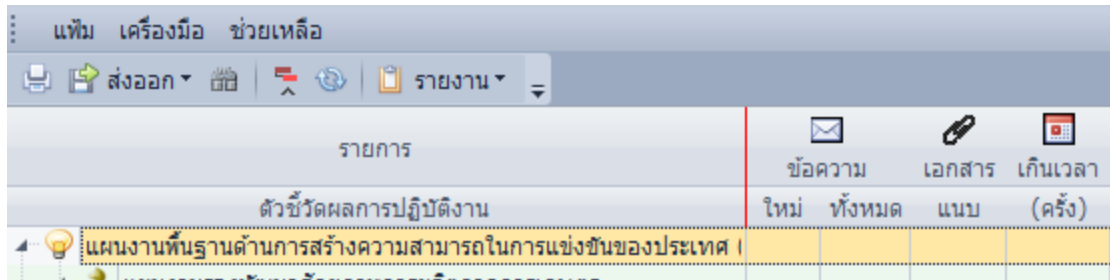 แฟ้ม เครื่องมือ ช่วยเหลือ
ส่งออก รายงาน
รายการ ข้อความ เอกสาร เกินเวลา
ตัวชี้วัดผลการปฏิบัติงาน ใหม่ ทั้งหมด แนบ (ครั้ง)
แผนงานพื้นฐานด้านการสร้างความสามารถในการแข่งขันของประเทศ (